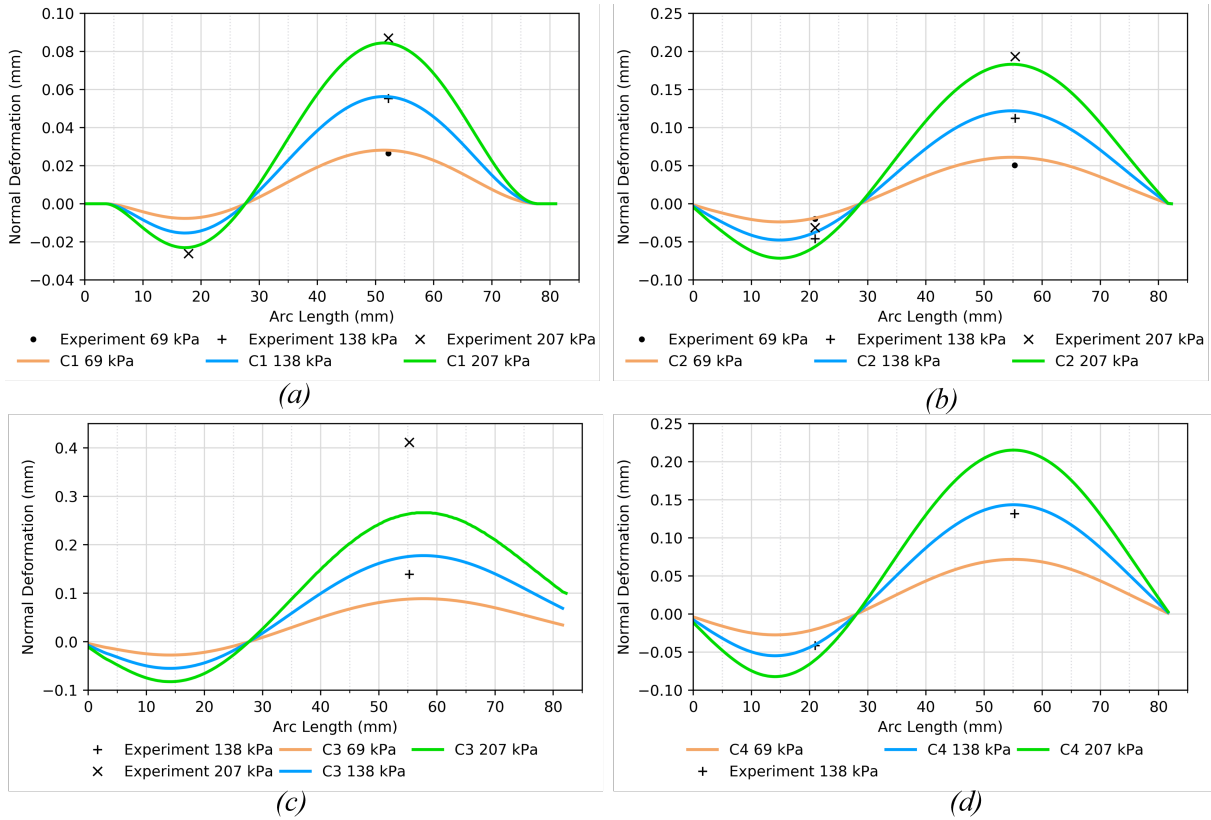 0.10
0.08
0.06
0.04
0.02
0.00
−0.02
−0.04
Normal Deformation (mm)
0 10 20 30 40 50 60 70 80
Arc Length (mm)
Experiment 69 kPa Experiment 138 kPa Experiment 207 kPa
C1 69 kPa C1 138 kPa C1 207 kPa
(a)
0.25
0.20
0.15
0.10
0.05
0.00
−0.05
−0.10
Normal Deformation (mm)
0 10 20 30 40 50 60 70 80
Arc Length (mm)
Experiment 69 kPa Experiment 138 kPa Experiment 207 kPa
C2 69 kPa C2 138 kPa C2 207 kPa
(b)
0.4
0.3
0.2
0.1
0.0
−0.1
Normal Deformation (mm)
0 10 20 30 40 50 60 70 80
Arc Length (mm)
Experiment 138 kPa C3 69 kPa C3 207 kPa
Experiment 207 kPa C3 138 kPa
(c)
0.25
0.20
0.15
0.10
0.05
0.00
−0.05
−0.10
Normal Deformation (mm)
0 10 20 30 40 50 60 70 80
Arc Length (mm)
C4 69 kPa C4 138 kPa C4 207 kPa
Experiment 138 kPa
(d)